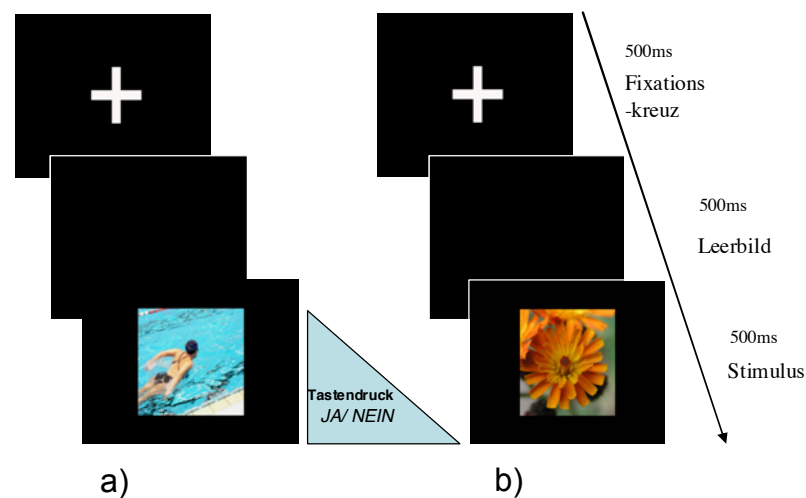 500ms
Fixations
-kreuz
500ms
Leerbild
500ms
Stimulus
Tastendruck
JA/ NEIN
a)
b)